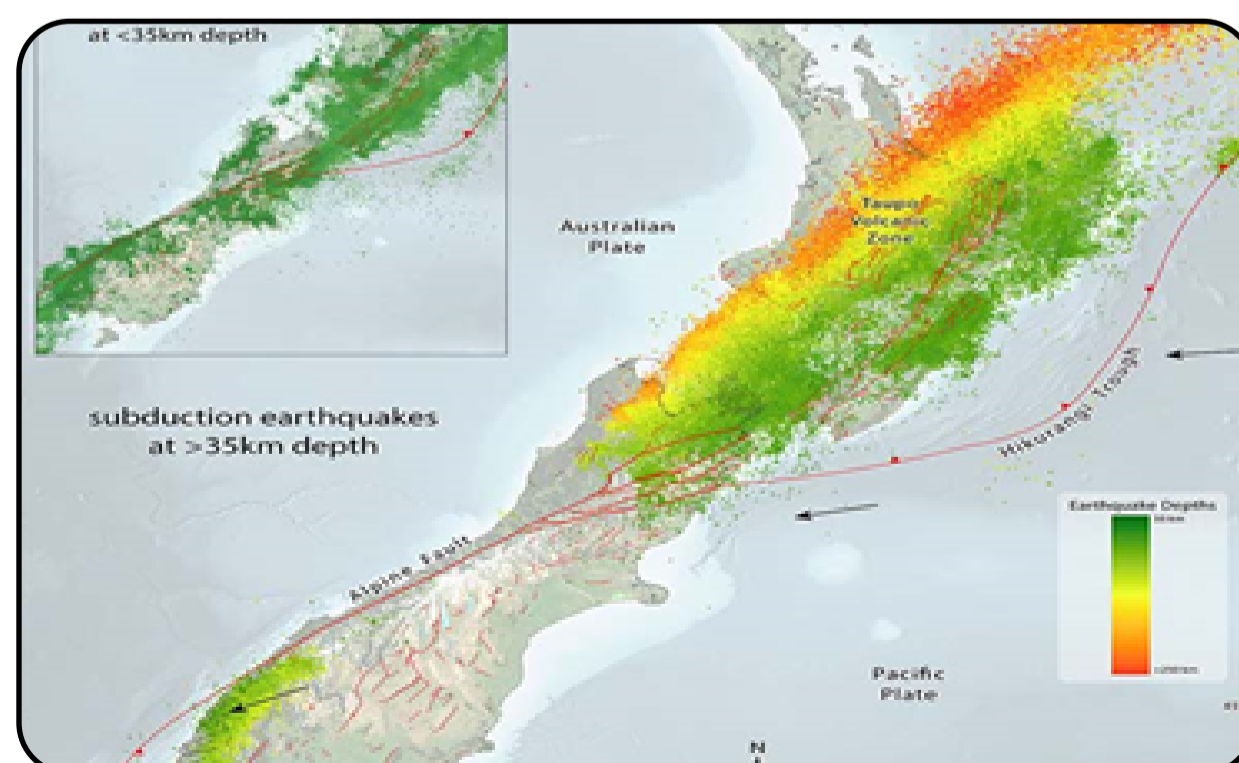 at <35km depth
Australian
Plate
Taupo
Volcanic
Zone
subduction earthquakes
at >35km depth
Hikurangi Trough
Earthquake Depths
Alpine Fault
Pacific
Plate
N